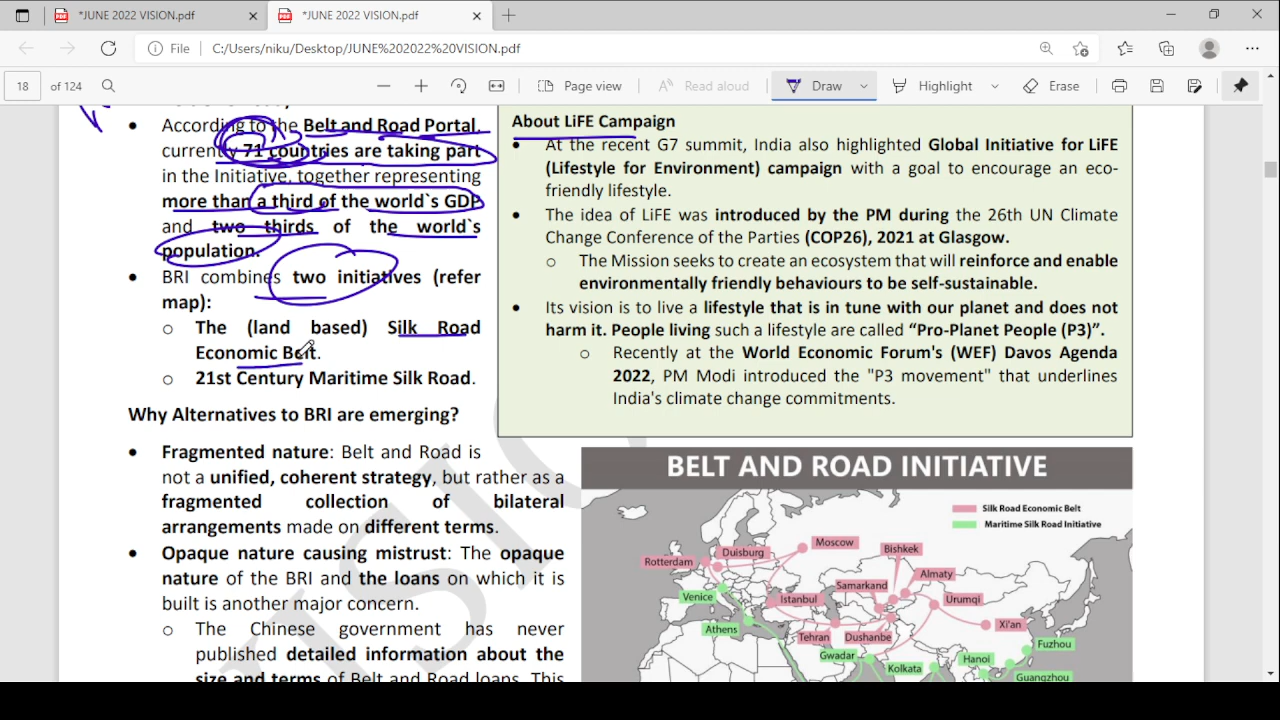 *JUNE 2022 VISION.pdf
*JUNE 2022 VISION.pdf
File
C:/Users/niku/Desktop/JUNE%202022%20VISION.pdf
18 of 124
Page view
Read aloud
Draw
Highlight
Erase
According to the Belt and Road Portal,
currently 71 countries are taking part
in the Initiative, together representing
more than a third of the world`s GDP
and two thirds of the world`s
population.
BRI combines two initiatives (refer
map):
The (land based) Silk Road
Economic Belt.
21st Century Maritime Silk Road.
Why Alternatives to BRI are emerging?
Fragmented nature: Belt and Road is
not a unified, coherent strategy, but rather as a
fragmented collection of bilateral
arrangements made on different terms.
Opaque nature causing mistrust: The opaque
nature of the BRI and the loans on which it is
built is another major concern.
The Chinese government has never
published detailed information about the
size and terms of Belt and Road loans. This
About LiFE Campaign
At the recent G7 summit, India also highlighted Global Initiative for LiFE
(Lifestyle for Environment) campaign with a goal to encourage an eco-
friendly lifestyle.
The idea of LiFE was introduced by the PM during the 26th UN Climate
Change Conference of the Parties (COP26), 2021 at Glasgow.
The Mission seeks to create an ecosystem that will reinforce and enable
environmentally friendly behaviours to be self-sustainable.
Its vision is to live a lifestyle that is in tune with our planet and does not
harm it. People living such a lifestyle are called “Pro-Planet People (P3)”.
Recently at the World Economic Forum's (WEF) Davos Agenda
2022, PM Modi introduced the "P3 movement" that underlines
India's climate change commitments.
BELT AND ROAD INITIATIVE
Silk Road Economic Belt
Maritime Silk Road Initiative
Moscow
Duisburg
Bishkek
Rotterdam
Almaty
Samarkand
Venice
Istanbul
Urumqi
Athens
Tehran
Dushanbe
Xi'an
Fuzhou
Gwadar
Kolkata
Hanoi
Guangzhou